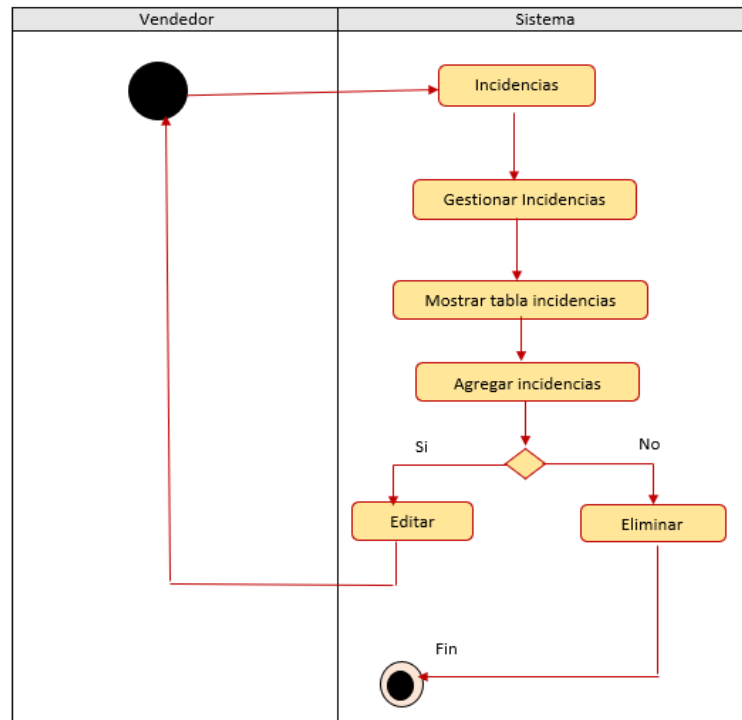 Vendedor
Sistema
Incidencias
Gestionar Incidencias
Mostrar tabla incidencias
Agregar incidencias
Si
No
Editar
Eliminar
Fin